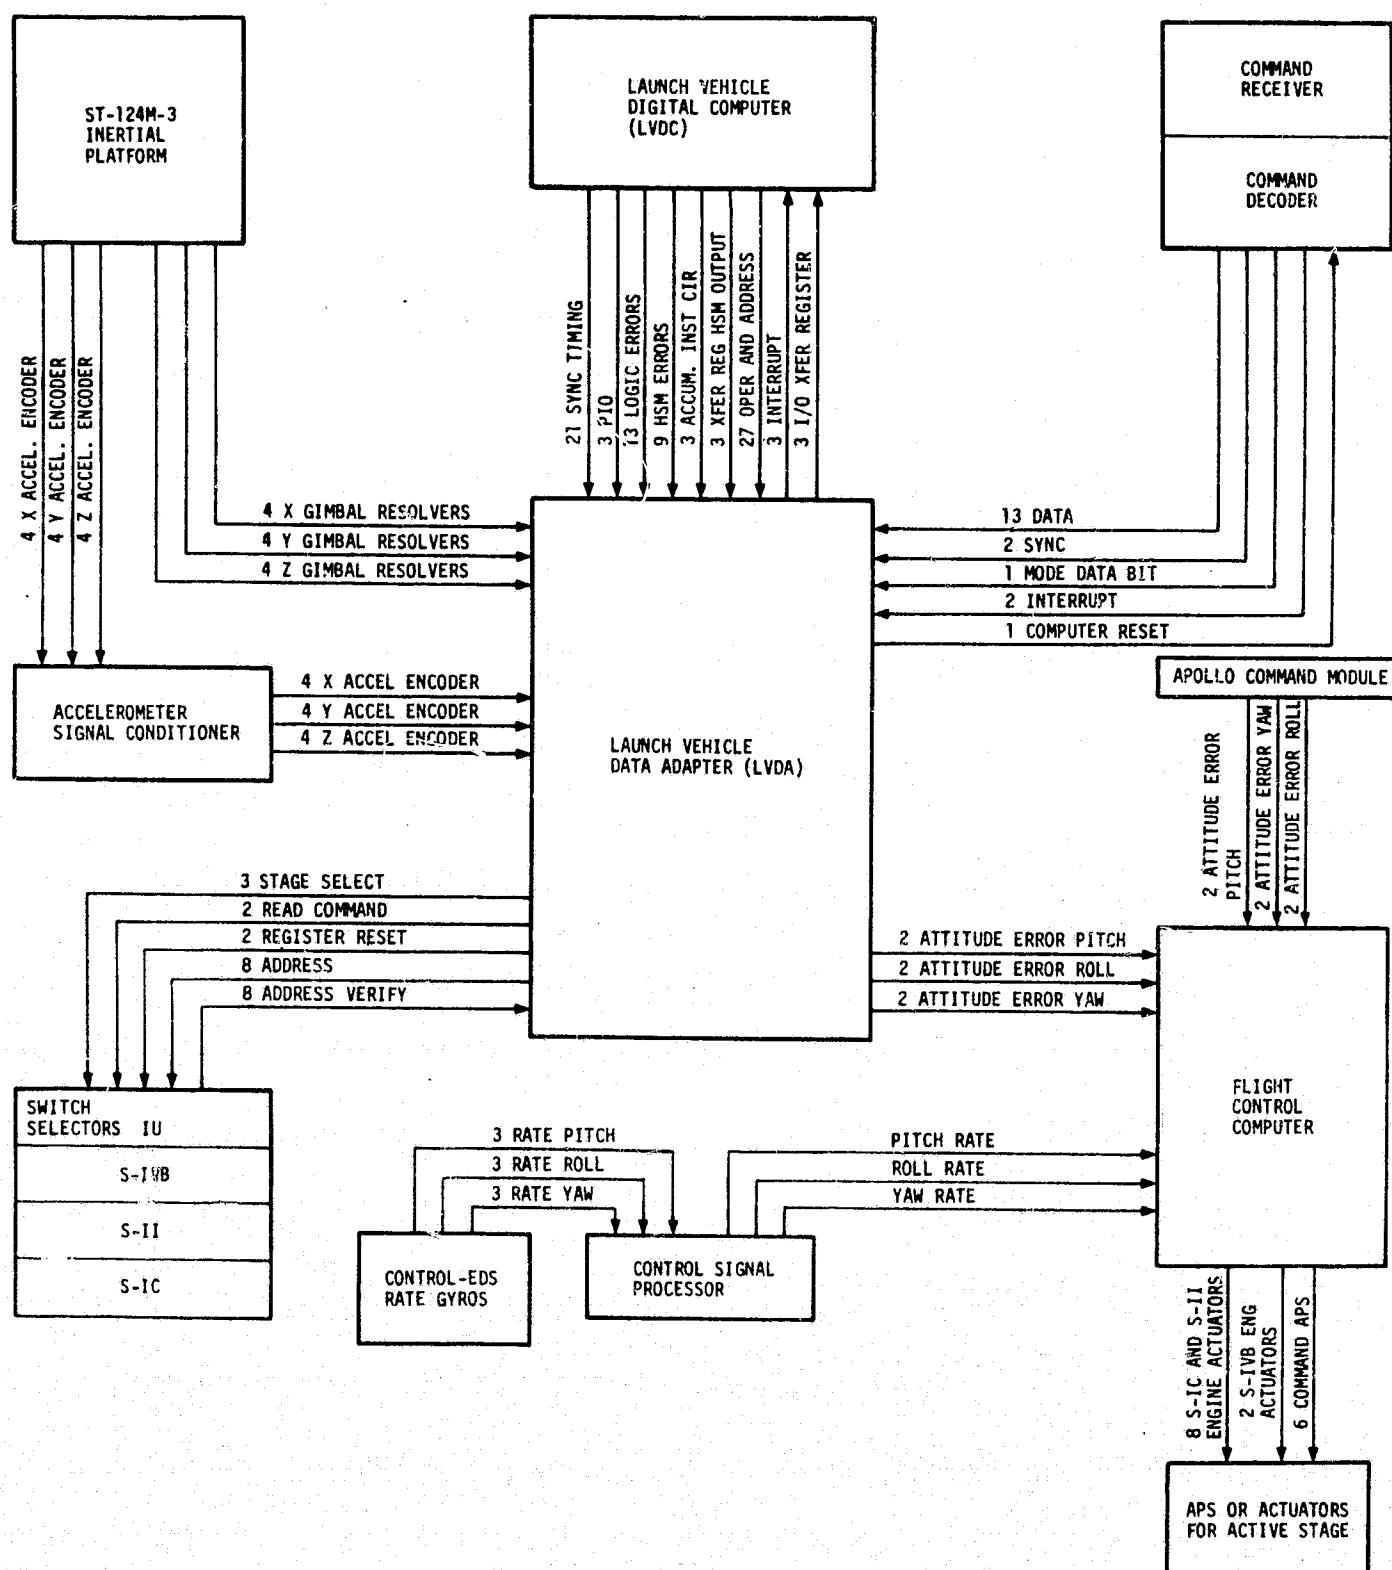 ST-124M-3
INERTIAL
PLATFORM
LAUNCH VEHICLE
DIGITAL COMPUTER
(LVDC)
COMMAND
RECEIVER
COMMAND
DECODER
4 X ACCEL. ENCODER
4 Y ACCEL. ENCODER
4 Z ACCEL. ENCODER
21 SYNC TIMING
3 PIO
13 LOGIC ERRORS
9 HSM ERRORS
3 ACCUM. INST CIR
3 XFER REG HSM OUTPUT
27 OPER AND ADDRESS
3 INTERRUPT
3 I/O XFER REGISTER
4 X GIMBAL RESOLVERS
4 Y GIMBAL RESOLVERS
4 Z GIMBAL RESOLVERS
13 DATA
2 SYNC
1 MODE DATA BIT
2 INTERRUPT
1 COMPUTER RESET
ACCELEROMETER
SIGNAL CONDITIONER
4 X ACCEL ENCODER
4 Y ACCEL ENCODER
4 Z ACCEL ENCODER
LAUNCH VEHICLE
DATA ADAPTER (LVDA)
APOLLO COMMAND MODULE
2 ATTITUDE ERROR
PITCH
2 ATTITUDE ERROR YAW
2 ATTITUDE ERROR ROLL
3 STAGE SELECT
2 READ COMMAND
2 REGISTER RESET
8 ADDRESS
8 ADDRESS VERIFY
2 ATTITUDE ERROR PITCH
2 ATTITUDE ERROR ROLL
2 ATTITUDE ERROR YAW
SWITCH
SELECTORS IU
S-IVB
S-II
S-IC
3 RATE PITCH
3 RATE ROLL
3 RATE YAW
CONTROL-EDS
RATE GYROS
CONTROL SIGNAL
PROCESSOR
PITCH RATE
ROLL RATE
YAW RATE
FLIGHT
CONTROL
COMPUTER
8 S-IC AND S-II
ENGINE ACTUATORS
2 S-IVB ENG
ACTUATORS
6 COMMAND APS
APS OR ACTUATORS
FOR ACTIVE STAGE